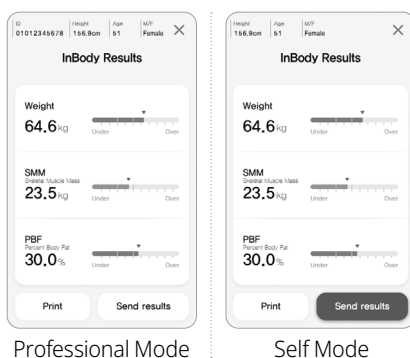 ID Height Age M/F
01012345678 156.9cm 51 Female
InBody Results
Weight
64.6kg
Under Over
SMM
Skeletal Muscle Mass
23.5kg
Under Over
PBF
Percent Body Fat
30.0%
Under Over
Print Send results
Professional Mode
Height Age M/F
156.9cm 51 Female
InBody Results
Weight
64.6kg
Under Over
SMM
Skeletal Muscle Mass
23.5kg
Under Over
PBF
Percent Body Fat
30.0%
Under Over
Print Send results
Self Mode